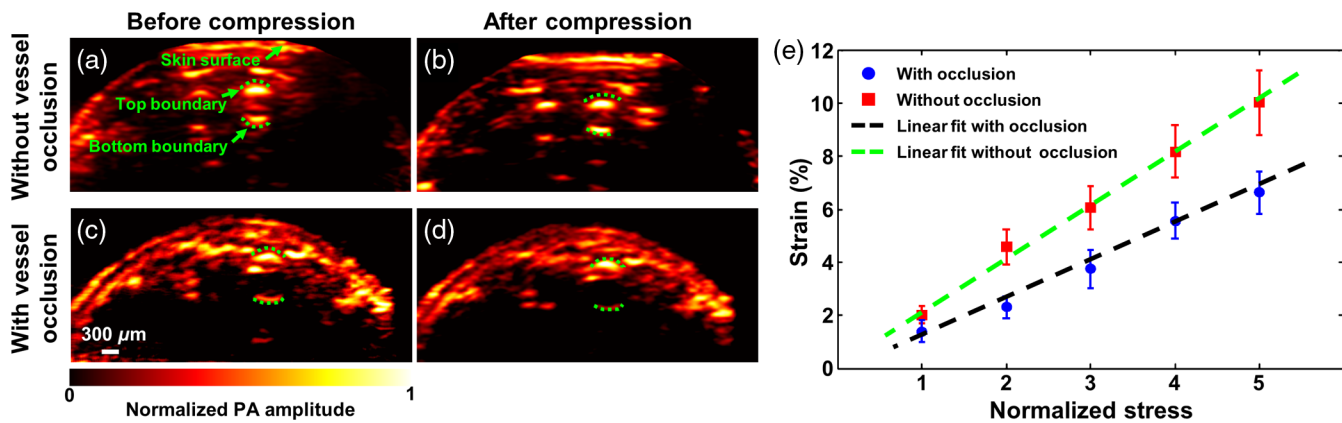 Before compression
After compression
Without vessel
occlusion
With vessel
occlusion
(a)
Skin surface
Top boundary
Bottom boundary
(b)
(c)
300 µm
(d)
0
1
Normalized PA amplitude
(e)
12
10
8
6
4
2
0
Strain (%)
With occlusion
Without occlusion
Linear fit with occlusion
Linear fit without occlusion
1 2 3 4 5
Normalized stress